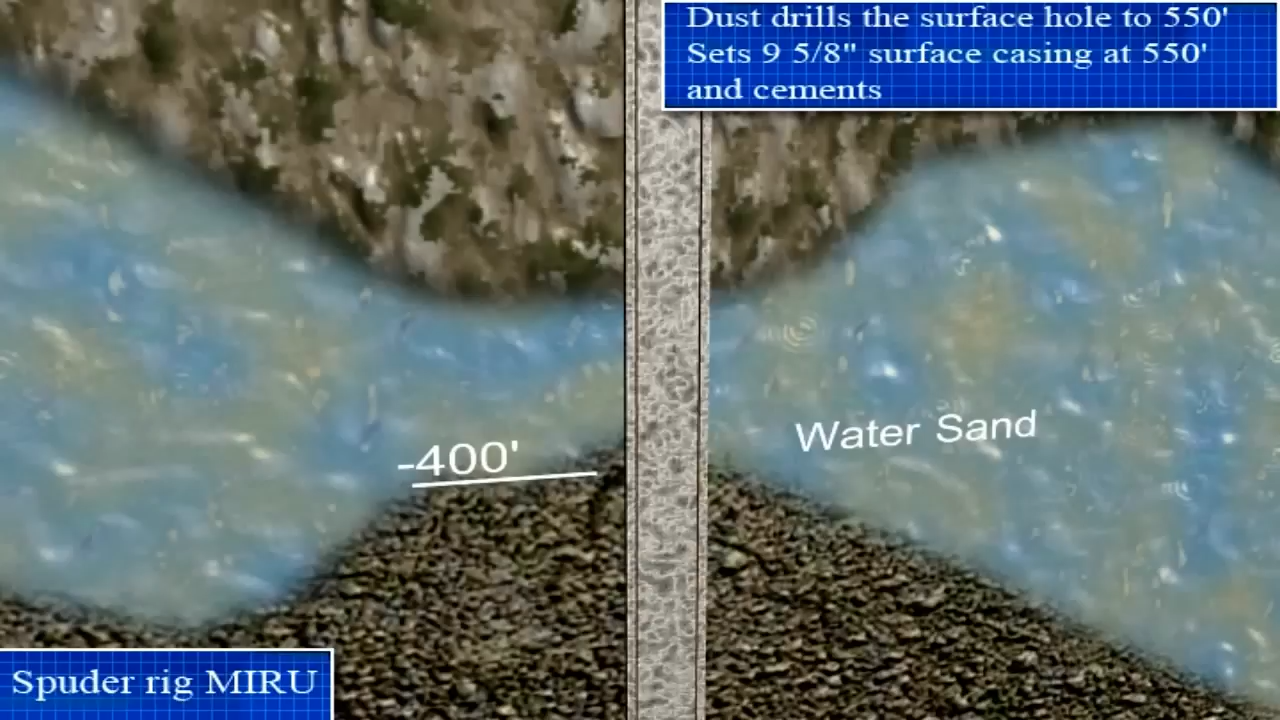 Dust drills the surface hole to 550'
Sets 9 5/8" surface casing at 550'
and cements
-400'
Water Sand
Spuder rig MIRU